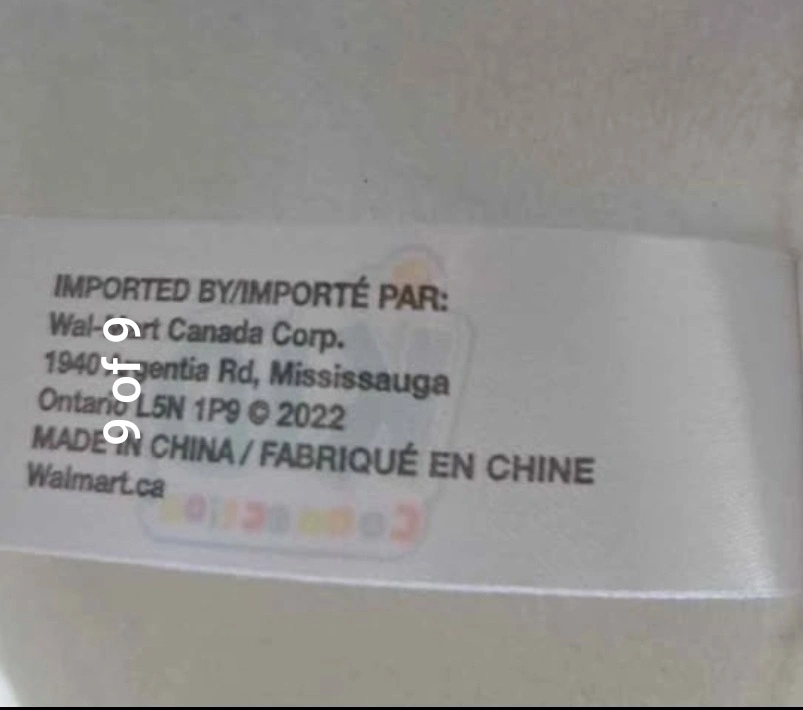 IMPORTED BY/IMPORTÉ PAR:
Wal-Mart Canada Corp.
1940 Argentia Rd, Mississauga
Ontario L5N 1P9 © 2022
MADE IN CHINA / FABRIQUÉ EN CHINE
Walmart.ca
9 of 9